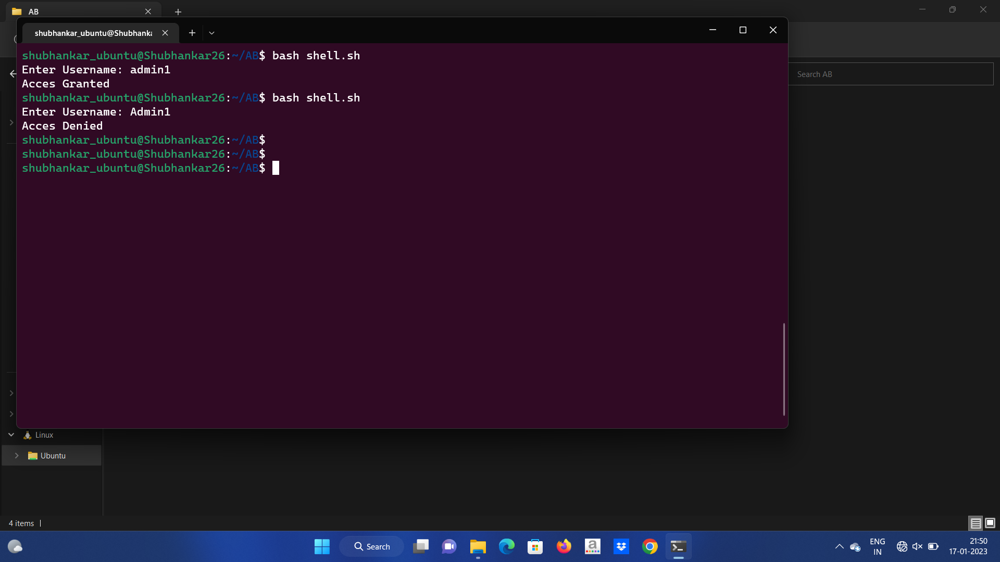 AB
shubhankar_ubuntu@Shubhanka
shubhankar_ubuntu@Shubhankar26:~/AB$ bash shell.sh
Enter Username: admin1
Acces Granted
shubhankar_ubuntu@Shubhankar26:~/AB$ bash shell.sh
Enter Username: Admin1
Acces Denied
shubhankar_ubuntu@Shubhankar26:~/AB$
shubhankar_ubuntu@Shubhankar26:~/AB$
shubhankar_ubuntu@Shubhankar26:~/AB$
Search AB
Linux
Ubuntu
4 items
Search
a
ENG
IN
21:50
17-01-2023